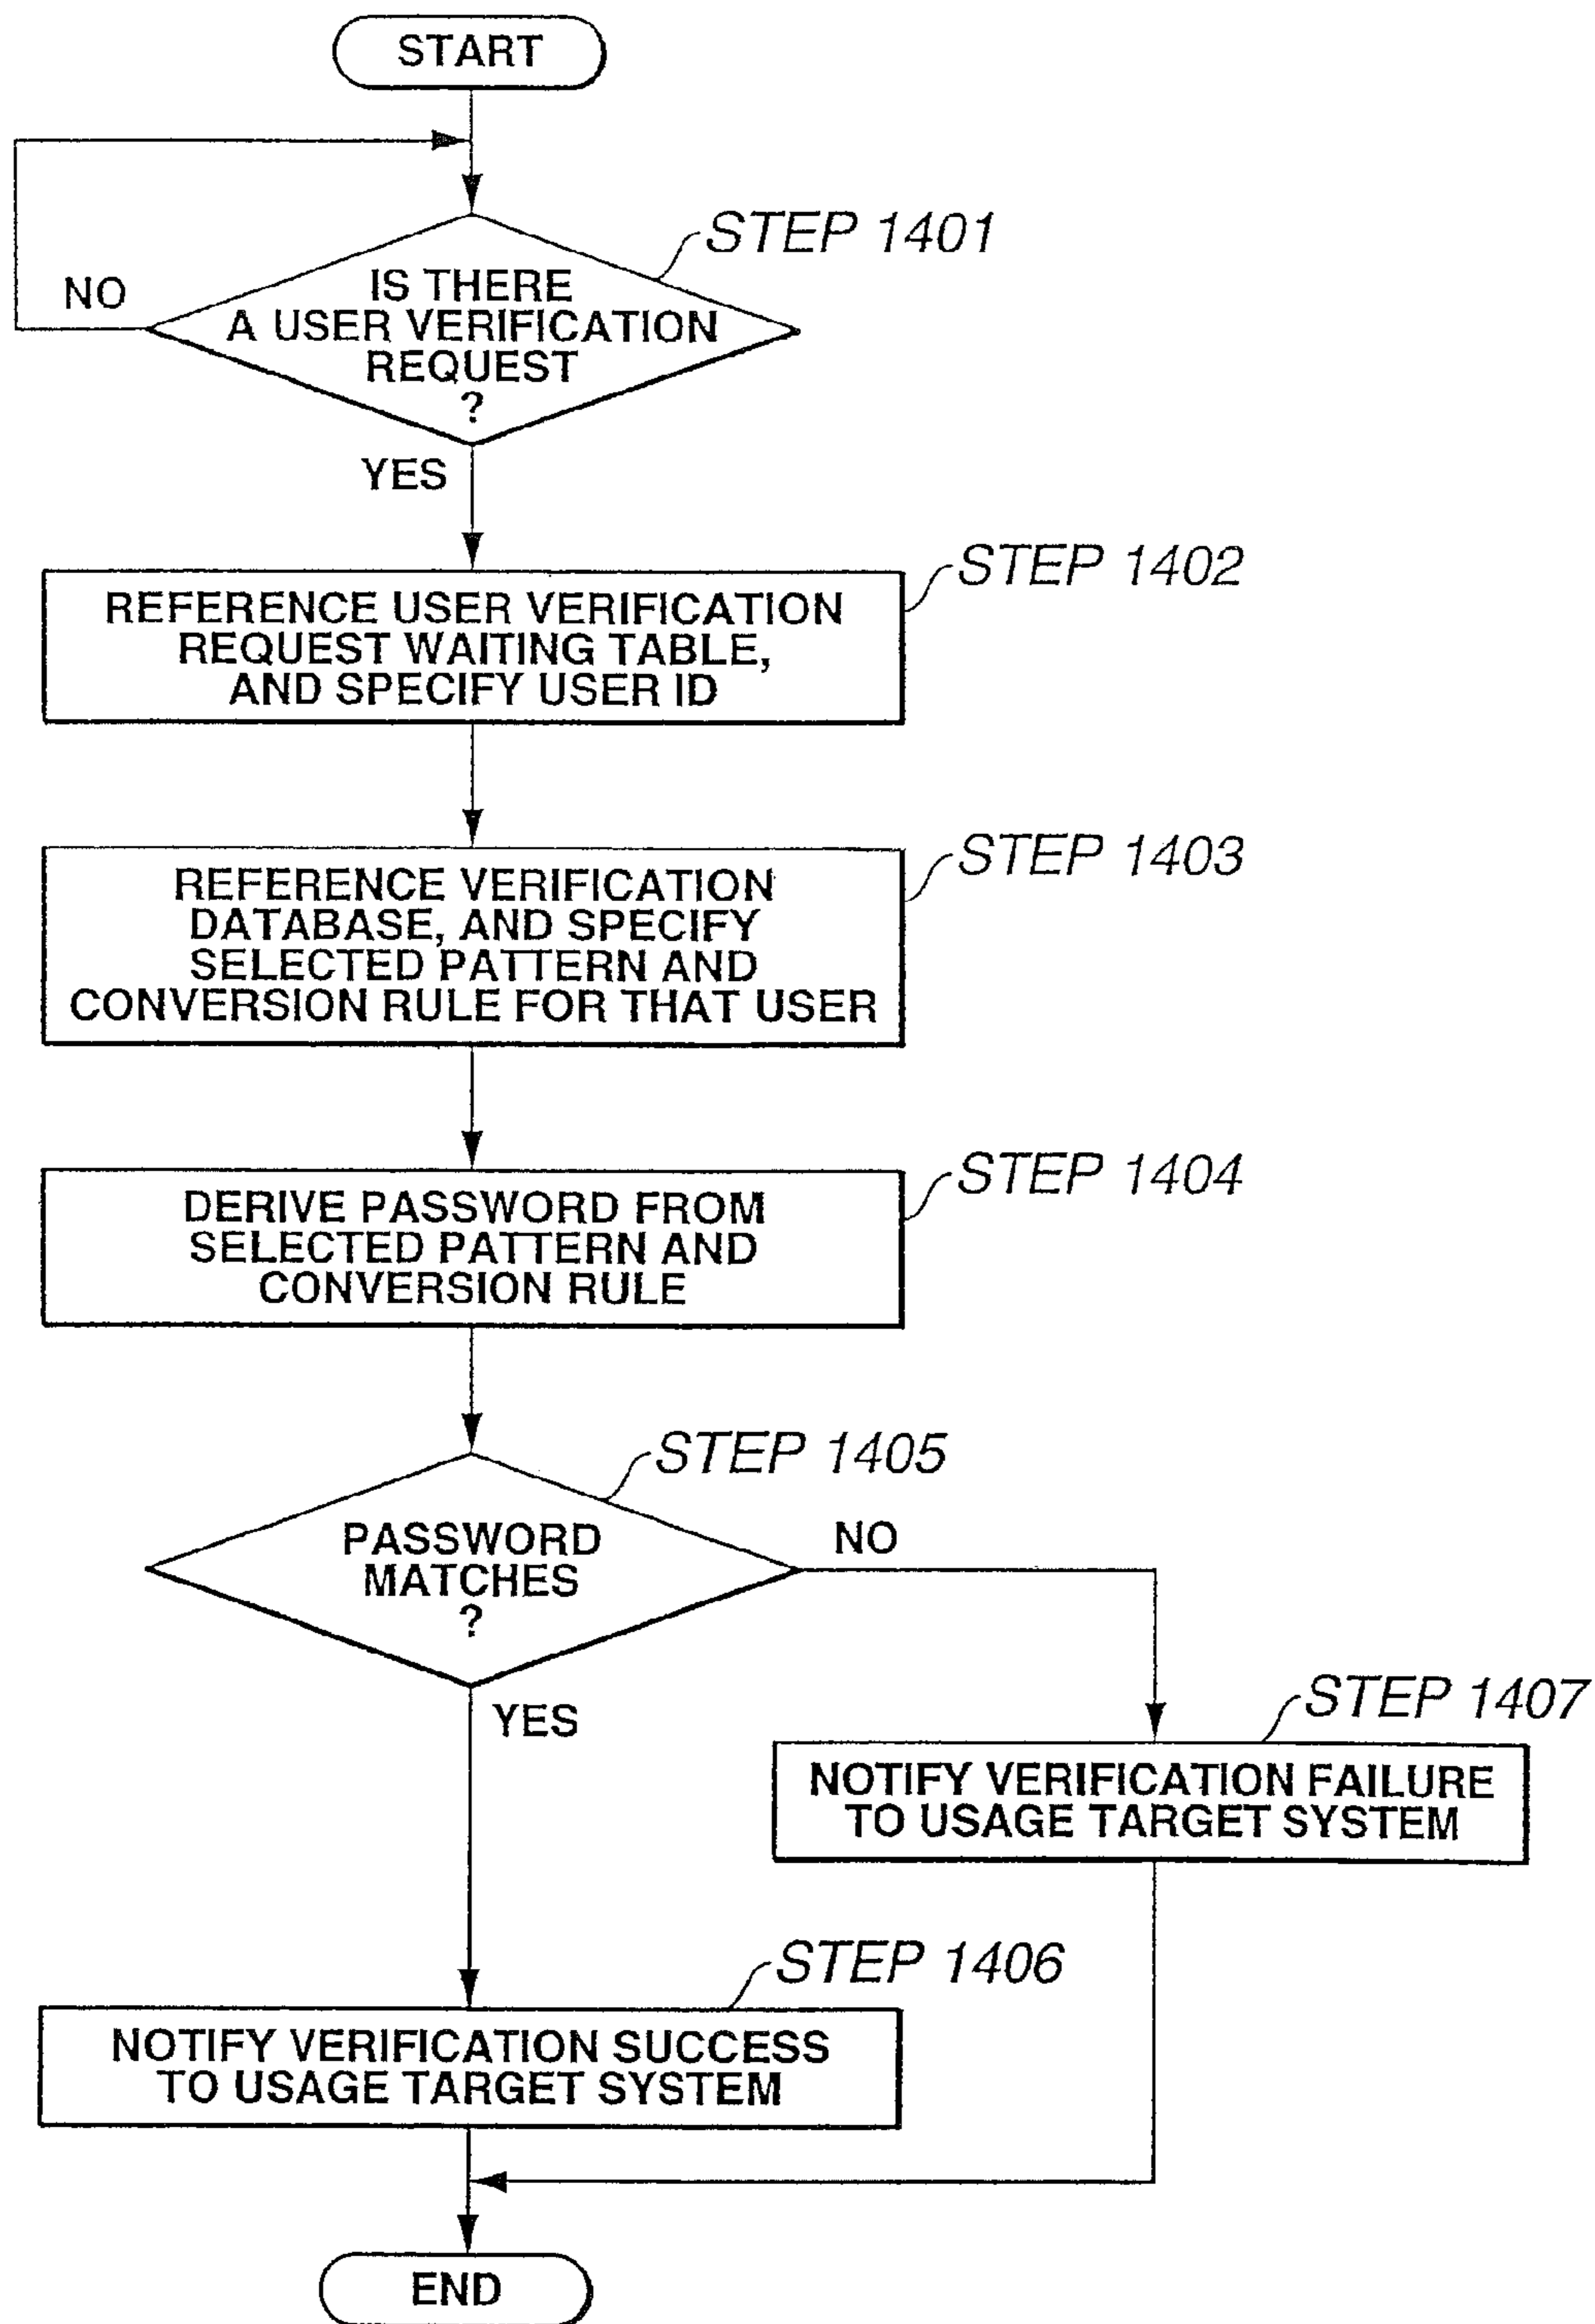 START
STEP 1401
NO
IS THERE
A USER VERIFICATION
REQUEST
?
YES
STEP 1402
REFERENCE USER VERIFICATION
REQUEST WAITING TABLE,
AND SPECIFY USER ID
STEP 1403
REFERENCE VERIFICATION
DATABASE, AND SPECIFY
SELECTED PATTERN AND
CONVERSION RULE FOR THAT USER
STEP 1404
DERIVE PASSWORD FROM
SELECTED PATTERN AND
CONVERSION RULE
STEP 1405
PASSWORD
MATCHES
?
NO
YES
STEP 1407
NOTIFY VERIFICATION FAILURE
TO USAGE TARGET SYSTEM
STEP 1406
NOTIFY VERIFICATION SUCCESS
TO USAGE TARGET SYSTEM
END